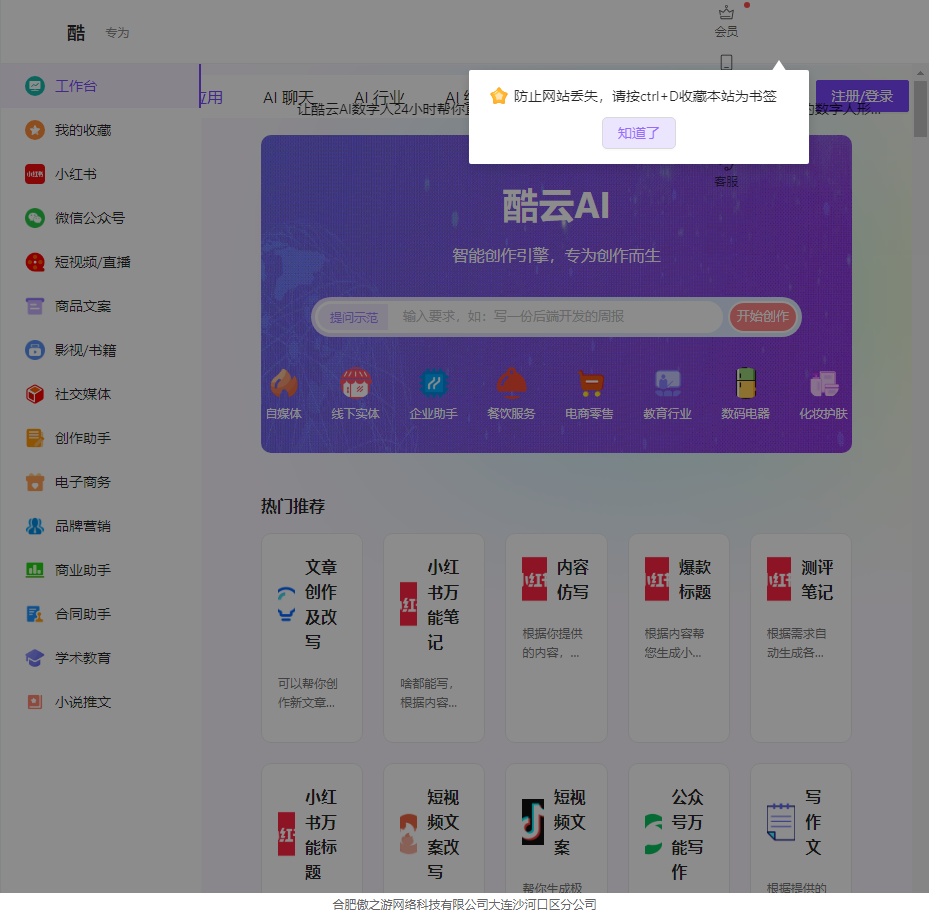 酷
专为
会员
工作台
我的收藏
小红书
微信公众号
短视频/直播
商品文案
影视/书籍
社交媒体
创作助手
电子商务
品牌营销
商业助手
合同助手
学术教育
小说推文
应用
AI 聊天
AI 行业
注册/登录
防止网站丢失，请按ctrl+D收藏本站为书签
知道了
让酷云AI数字人24小时帮你
的数字人形...
客服
酷云AI
智能创作引擎，专为创作而生
提问示范
输入要求，如：写一份后端开发的周报
开始创作
自媒体
线下实体
企业助手
餐饮服务
电商零售
教育行业
数码电器
化妆护肤
热门推荐
文章
创作
及改
写
可以帮你创
作新文章...
小红
书万
能笔
记
啥都能写，
根据内容...
内容
仿写
根据你提供
的内容，...
爆款
标题
根据内容帮
您生成小...
测评
笔记
根据需求自
动生成各...
小红
书万
能标
题
短视
频文
案改
写
短视
频文
案
帮你生成极
公众
号万
能写
作
写
作
文
根据提供的
合肥傲之游网络科技有限公司大连沙河口区分公司